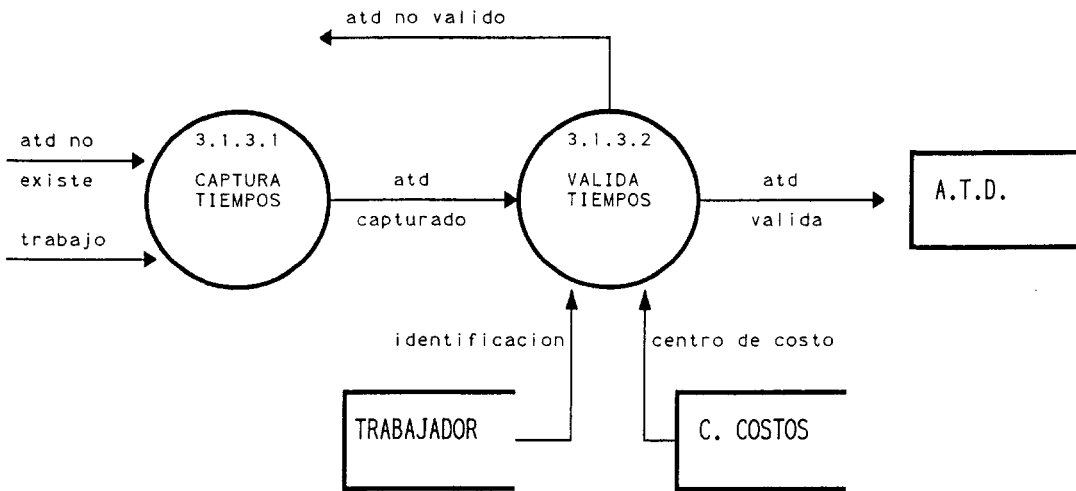 atd no valido
atd no
existe
trabajo
3.1.3.1
CAPTURA
TIEMPOS
atd
capturado
3.1.3.2
VALIDA
TIEMPOS
atd
valida
A.T.D.
identificacion
centro de costo
TRABAJADOR
C. COSTOS